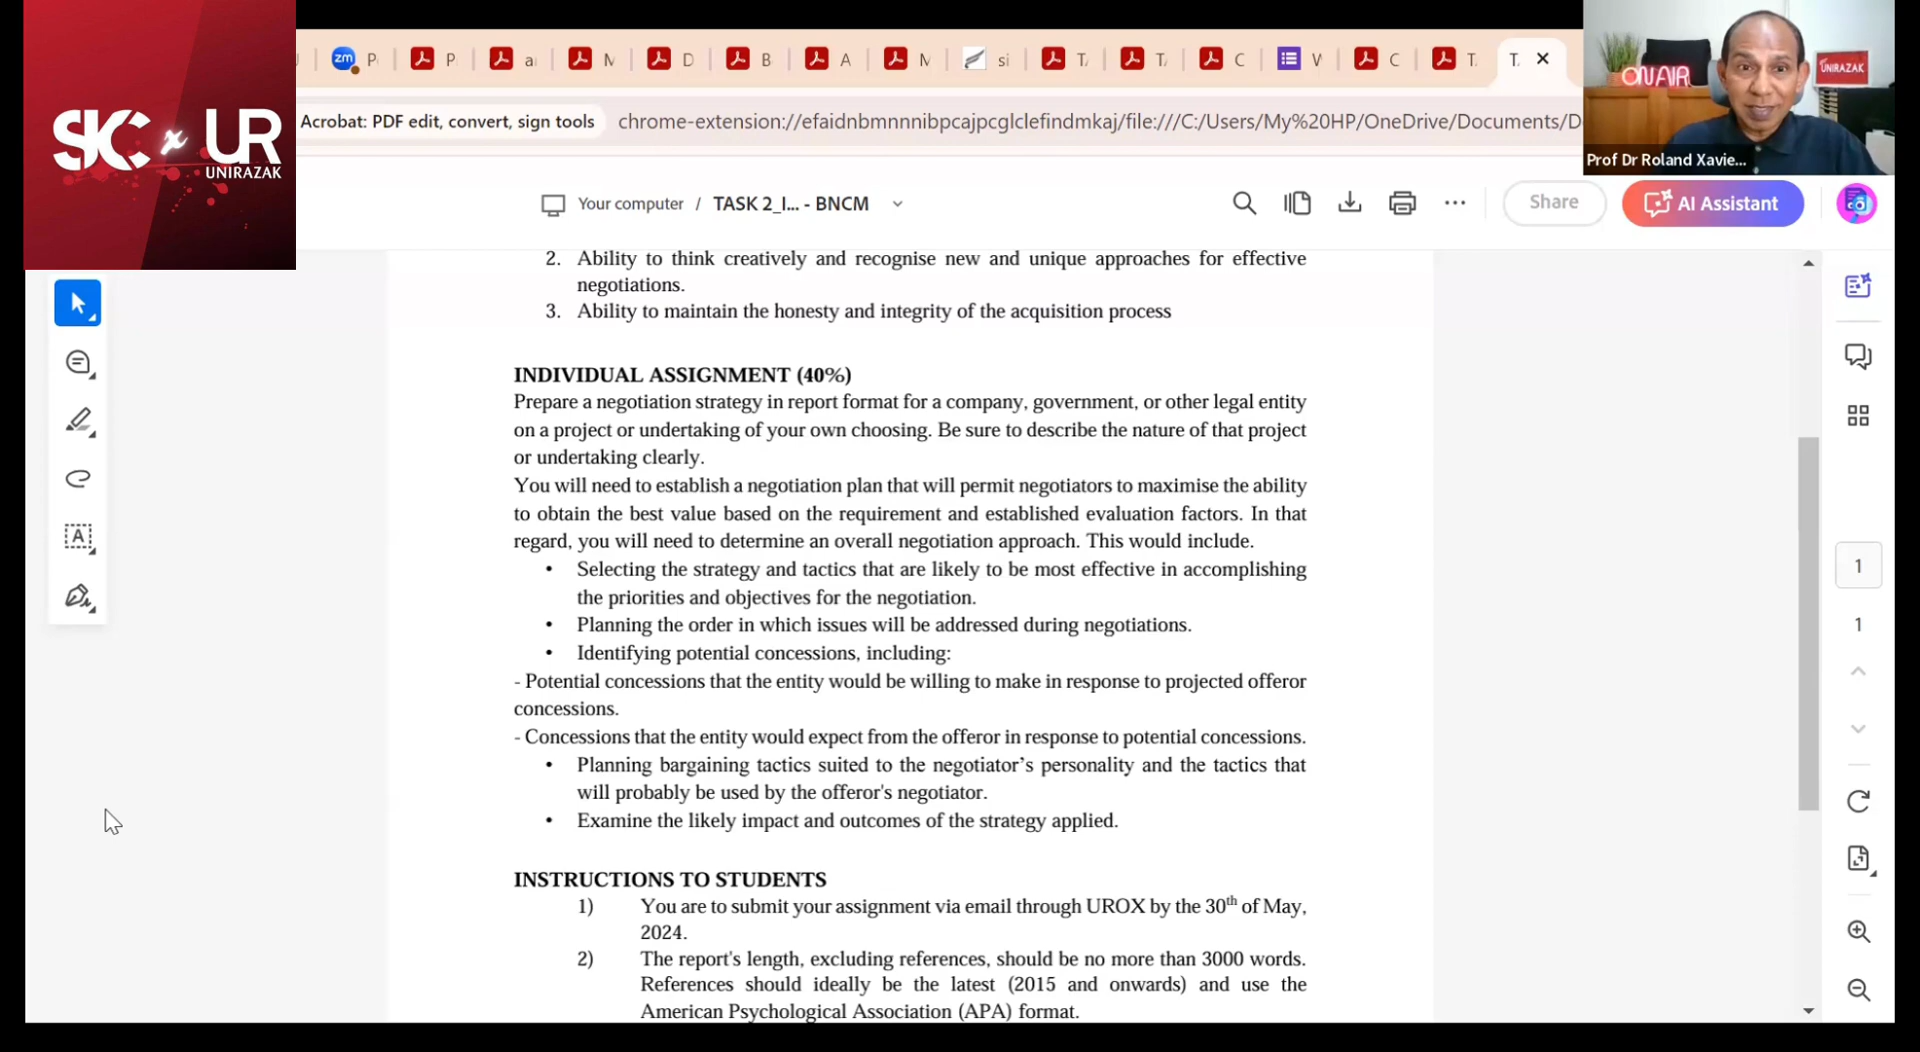 SIC x UR
UNIRAZAK
zm P P a M D B A M si T T C V C T. T.
Acrobat: PDF edit, convert, sign tools
chrome-extension://efaidnbmnnnibpcajpcglclefindmkaj/file:///C:/Users/My%20HP/OneDrive/Documents/D
ON AIR
UNIRAZAK
Prof Dr Roland Xavie...
Your computer / TASK 2_I... - BNCM
Share
AI Assistant
2. Ability to think creatively and recognise new and unique approaches for effective
negotiations.
3. Ability to maintain the honesty and integrity of the acquisition process
INDIVIDUAL ASSIGNMENT (40%)
Prepare a negotiation strategy in report format for a company, government, or other legal entity
on a project or undertaking of your own choosing. Be sure to describe the nature of that project
or undertaking clearly.
You will need to establish a negotiation plan that will permit negotiators to maximise the ability
to obtain the best value based on the requirement and established evaluation factors. In that
regard, you will need to determine an overall negotiation approach. This would include.
• Selecting the strategy and tactics that are likely to be most effective in accomplishing
the priorities and objectives for the negotiation.
• Planning the order in which issues will be addressed during negotiations.
• Identifying potential concessions, including:
- Potential concessions that the entity would be willing to make in response to projected offeror
concessions.
- Concessions that the entity would expect from the offeror in response to potential concessions.
• Planning bargaining tactics suited to the negotiator's personality and the tactics that
will probably be used by the offeror's negotiator.
• Examine the likely impact and outcomes of the strategy applied.
INSTRUCTIONS TO STUDENTS
1) You are to submit your assignment via email through UROX by the 30th of May,
2024.
2) The report's length, excluding references, should be no more than 3000 words.
References should ideally be the latest (2015 and onwards) and use the
American Psychological Association (APA) format.
1
1